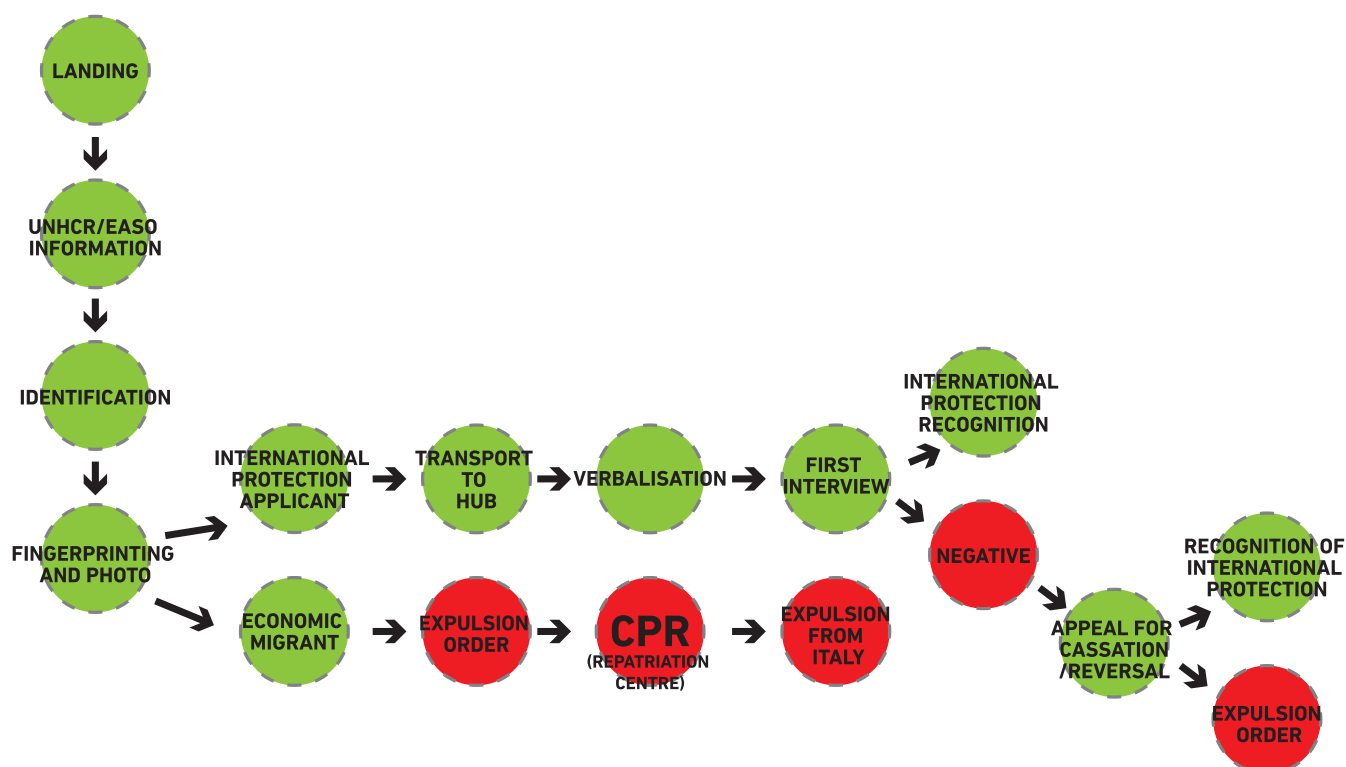 LANDING
UNHCR/EASO
INFORMATION
IDENTIFICATION
FINGERPRINTING
AND PHOTO
INTERNATIONAL
PROTECTION
APPLICANT
TRANSPORT
TO
HUB
VERBALISATION
FIRST
INTERVIEW
INTERNATIONAL
PROTECTION
RECOGNITION
NEGATIVE
APPEAL FOR
CASSATION
/REVERSAL
RECOGNITION OF
INTERNATIONAL
PROTECTION
EXPULSION
ORDER
ECONOMIC
MIGRANT
EXPULSION
ORDER
CPR
(REPATRIATION
CENTRE)
EXPULSION
FROM
ITALY